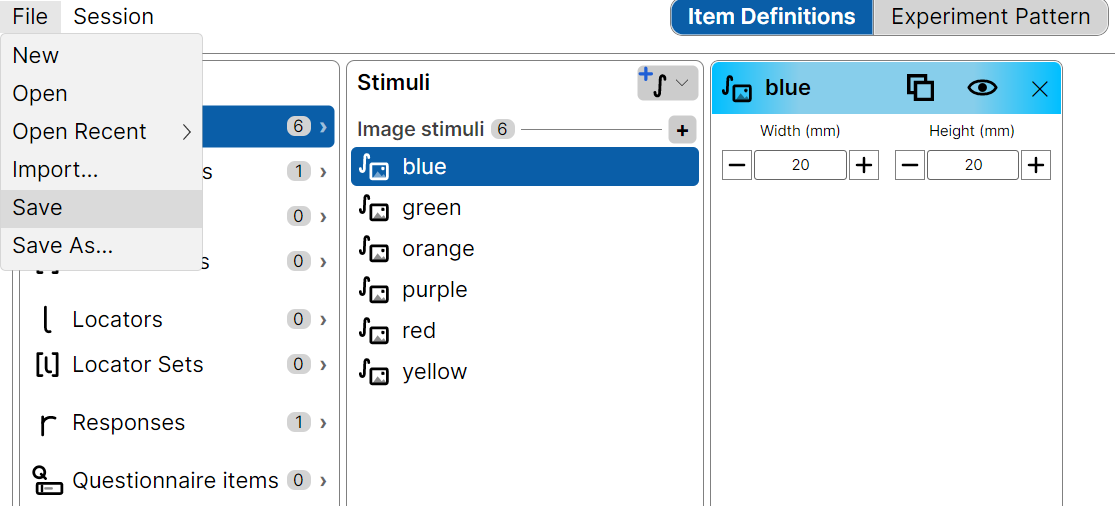 File Session
Item Definitions Experiment Pattern
New
Open
Open Recent
Import...
Save
Save As...
6
s 1
0
s 0
Locators 0
Locator Sets 0
Responses 1
Questionnaire items 0
Stimuli
Image stimuli 6
blue
green
orange
purple
red
yellow
blue
Width (mm) Height (mm)
20 20